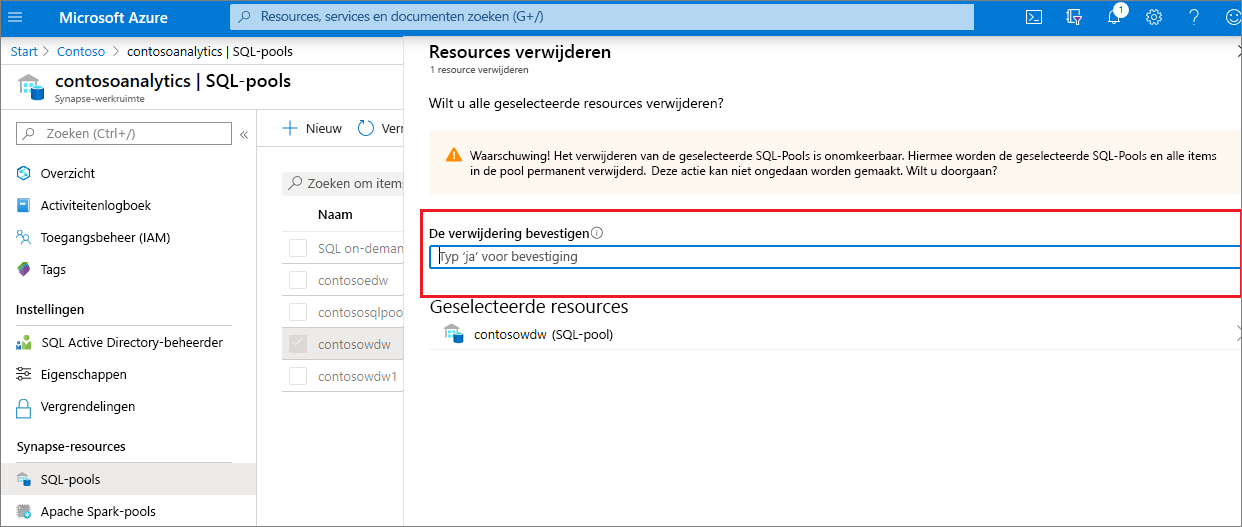 Microsoft Azure
Resources, services en documenten zoeken (G+/)
1
Start > Contoso > contosoanalytics | SQL-pools
contosoanalytics | SQL-pools
Synapse-werkruimte
Zoeken (Ctrl+/)
«
Overzicht
Activiteitenlogboek
Toegangsbeheer (IAM)
Tags
Instellingen
SQL Active Directory-beheerder
Eigenschappen
Vergrendelingen
Synapse-resources
SQL-pools
Apache Spark-pools
Nieuw
Vern
Zoeken om items
Naam
SQL on-deman
contosoedw
contososqlpoo
contosowdw
contosowdw1
Resources verwijderen
1 resource verwijderen
Wilt u alle geselecteerde resources verwijderen?
Waarschuwing! Het verwijderen van de geselecteerde SQL-Pools is onomkeerbaar. Hiermee worden de geselecteerde SQL-Pools en alle items
in de pool permanent verwijderd. Deze actie kan niet ongedaan worden gemaakt. Wilt u doorgaan?
De verwijdering bevestigen
Typ 'ja' voor bevestiging
Geselecteerde resources
contosowdw (SQL-pool)